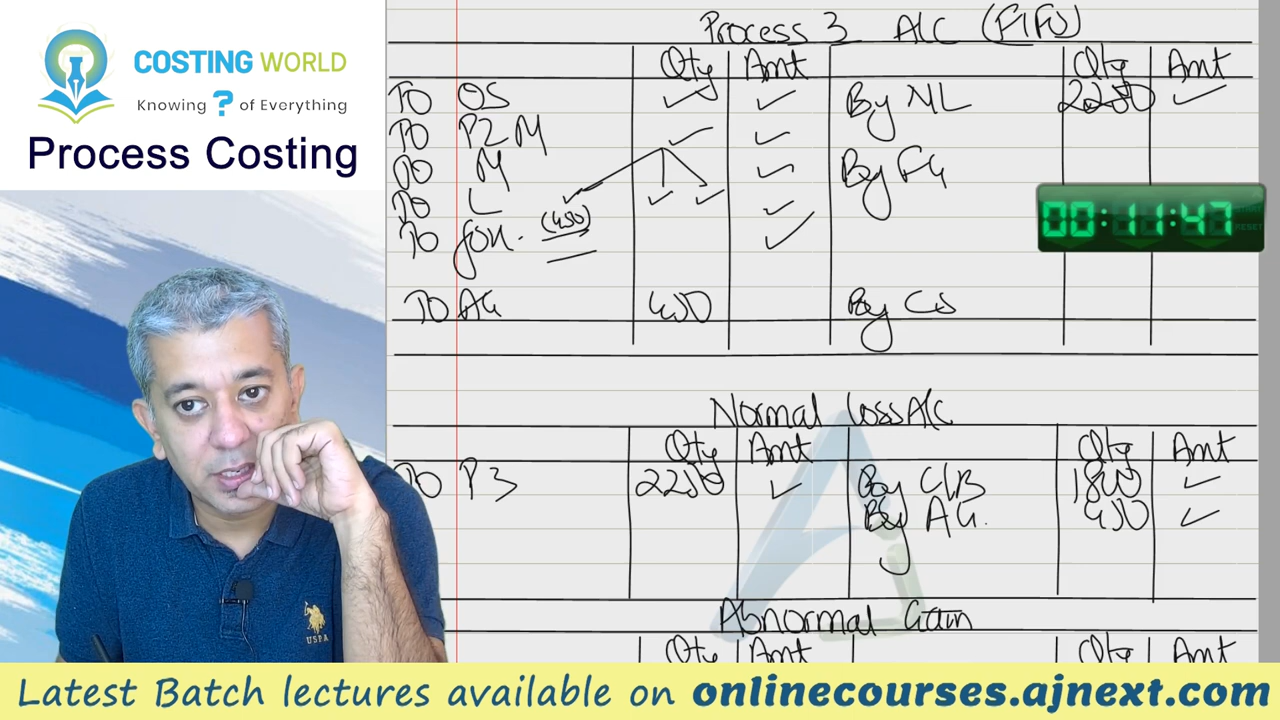 COSTING WORLD
Knowing ? of Everything
Process Costing
Process 3 A/C (FIFO)
Qty Amt Qty Amt
TO OS ✓ ✓ By NL 2250 ✓
TO P2 M ✓ ✓
TO M ✓ By FG
TO L (450) ✓ ✓ ✓
TO FOH. ✓
TO AG 450 By CS
00:11:47
RESET
Normal Loss A/C
Qty Amt Qty Amt
TO P3 2250 ✓ By C/B 1800 ✓
By AG. 450 ✓
By
Abnormal Gain
Qty Amt Qty Amt
USPA
Latest Batch lectures available on onlinecourses.ajnext.com